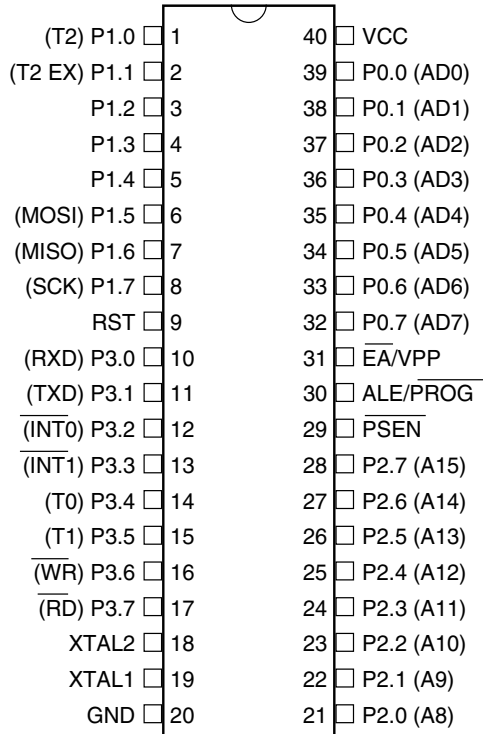 (T2) P1.0 1 40 VCC
(T2 EX) P1.1 2 39 P0.0 (AD0)
P1.2 3 38 P0.1 (AD1)
P1.3 4 37 P0.2 (AD2)
P1.4 5 36 P0.3 (AD3)
(MOSI) P1.5 6 35 P0.4 (AD4)
(MISO) P1.6 7 34 P0.5 (AD5)
(SCK) P1.7 8 33 P0.6 (AD6)
RST 9 32 P0.7 (AD7)
(RXD) P3.0 10 31 EA/VPP
(TXD) P3.1 11 30 ALE/PROG
(INT0) P3.2 12 29 PSEN
(INT1) P3.3 13 28 P2.7 (A15)
(T0) P3.4 14 27 P2.6 (A14)
(T1) P3.5 15 26 P2.5 (A13)
(WR) P3.6 16 25 P2.4 (A12)
(RD) P3.7 17 24 P2.3 (A11)
XTAL2 18 23 P2.2 (A10)
XTAL1 19 22 P2.1 (A9)
GND 20 21 P2.0 (A8)